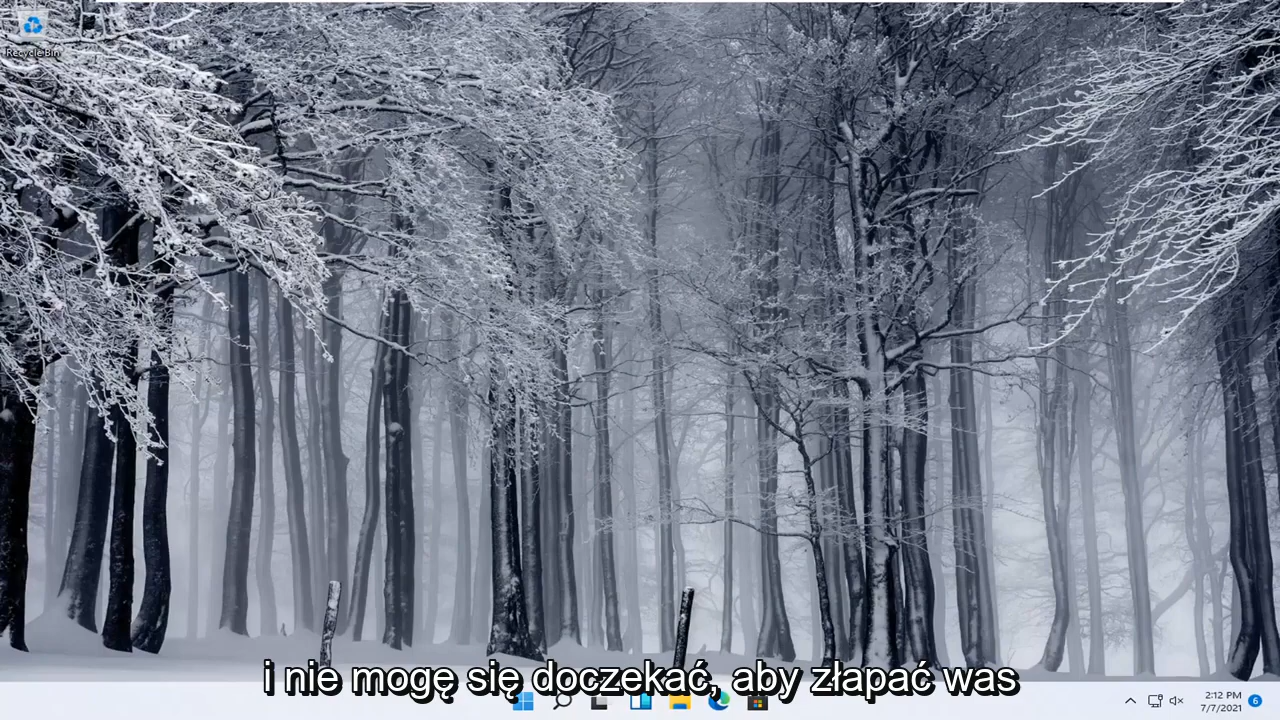 Recycle Bin
i nie mogę się doczekać, aby złapać was
2:12 PM
7/7/2021
6